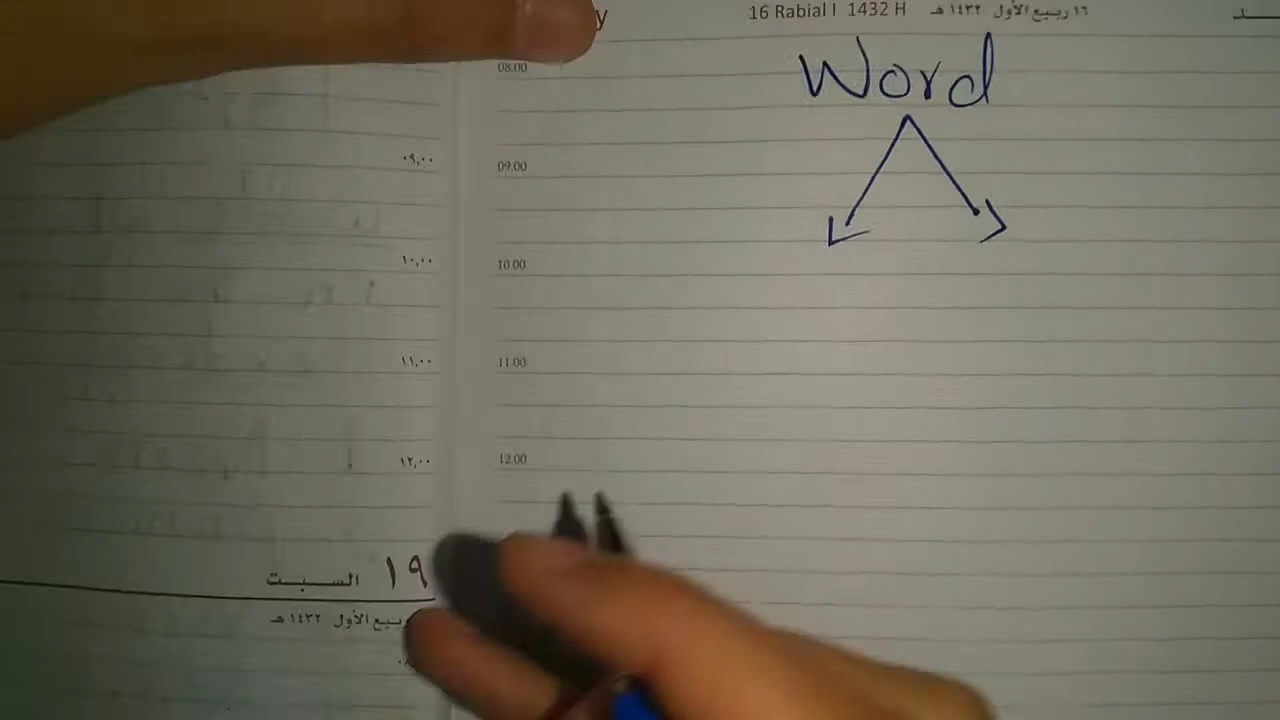 16 Rabial I 1432 H ١٦ ربيع الأول ١٤٣٢ هـ
Word
08.00
٠٩,٠٠
09.00
١٠,٠٠
10.00
١١,٠٠
11.00
١٢,٠٠
12.00
١٩ السبت
ربيع الأول ١٤٣٢ هـ